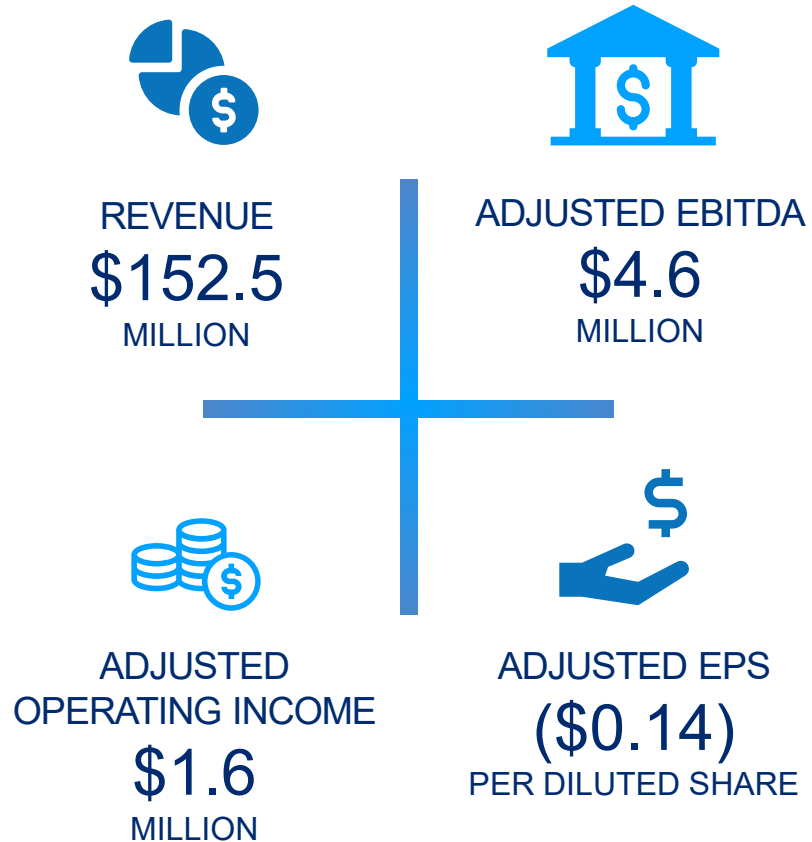 REVENUE
$152.5
MILLION
ADJUSTED EBITDA
$4.6
MILLION
ADJUSTED
OPERATING INCOME
$1.6
MILLION
ADJUSTED EPS
($0.14)
PER DILUTED SHARE